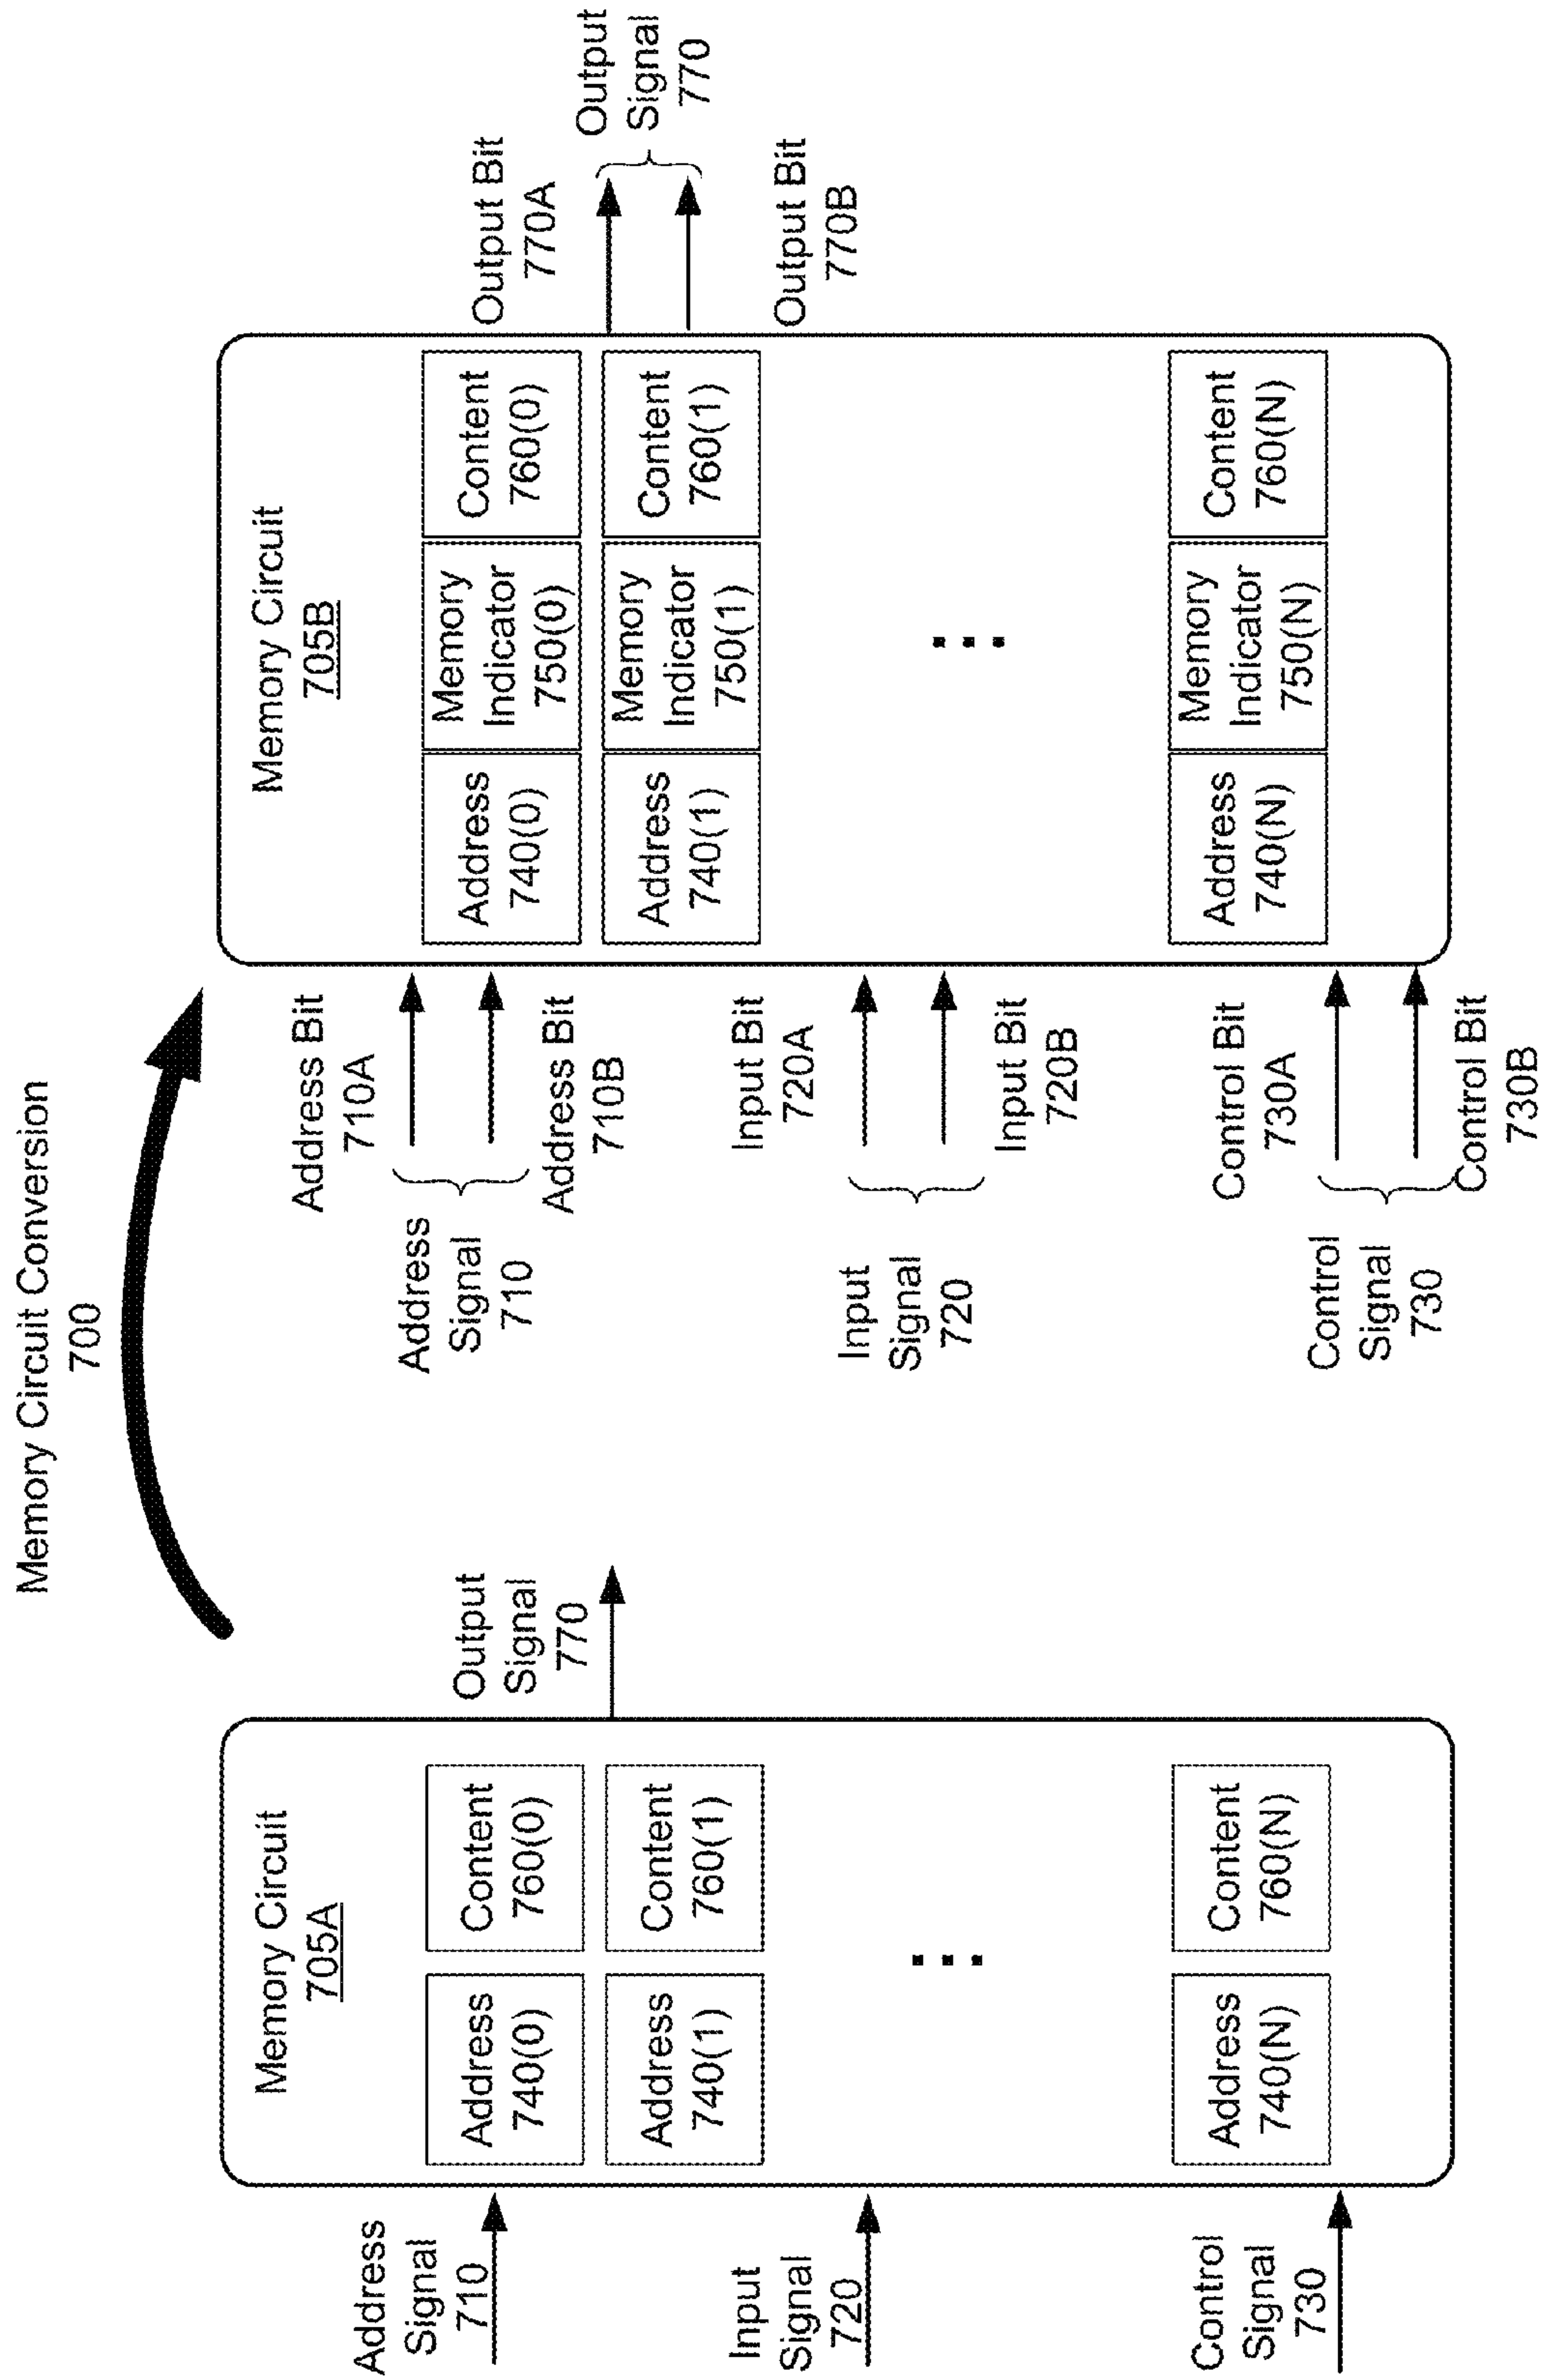 Memory Circuit Conversion
700
Address
Signal
710
Input
Signal
720
Control
Signal
730
Memory Circuit
705A
Address
740(0)
Content
760(0)
Address
740(1)
Content
760(1)
...
Address
740(N)
Content
760(N)
Output
Signal
770
Address
Signal
710
Address Bit
710A
Address Bit
710B
Input
Signal
720
Input Bit
720A
Input Bit
720B
Control
Signal
730
Control Bit
730A
Control Bit
730B
Memory Circuit
705B
Address
740(0)
Memory
Indicator
750(0)
Content
760(0)
Address
740(1)
Memory
Indicator
750(1)
Content
760(1)
...
Address
740(N)
Memory
Indicator
750(N)
Content
760(N)
Output Bit
770A
Output Bit
770B
Output
Signal
770